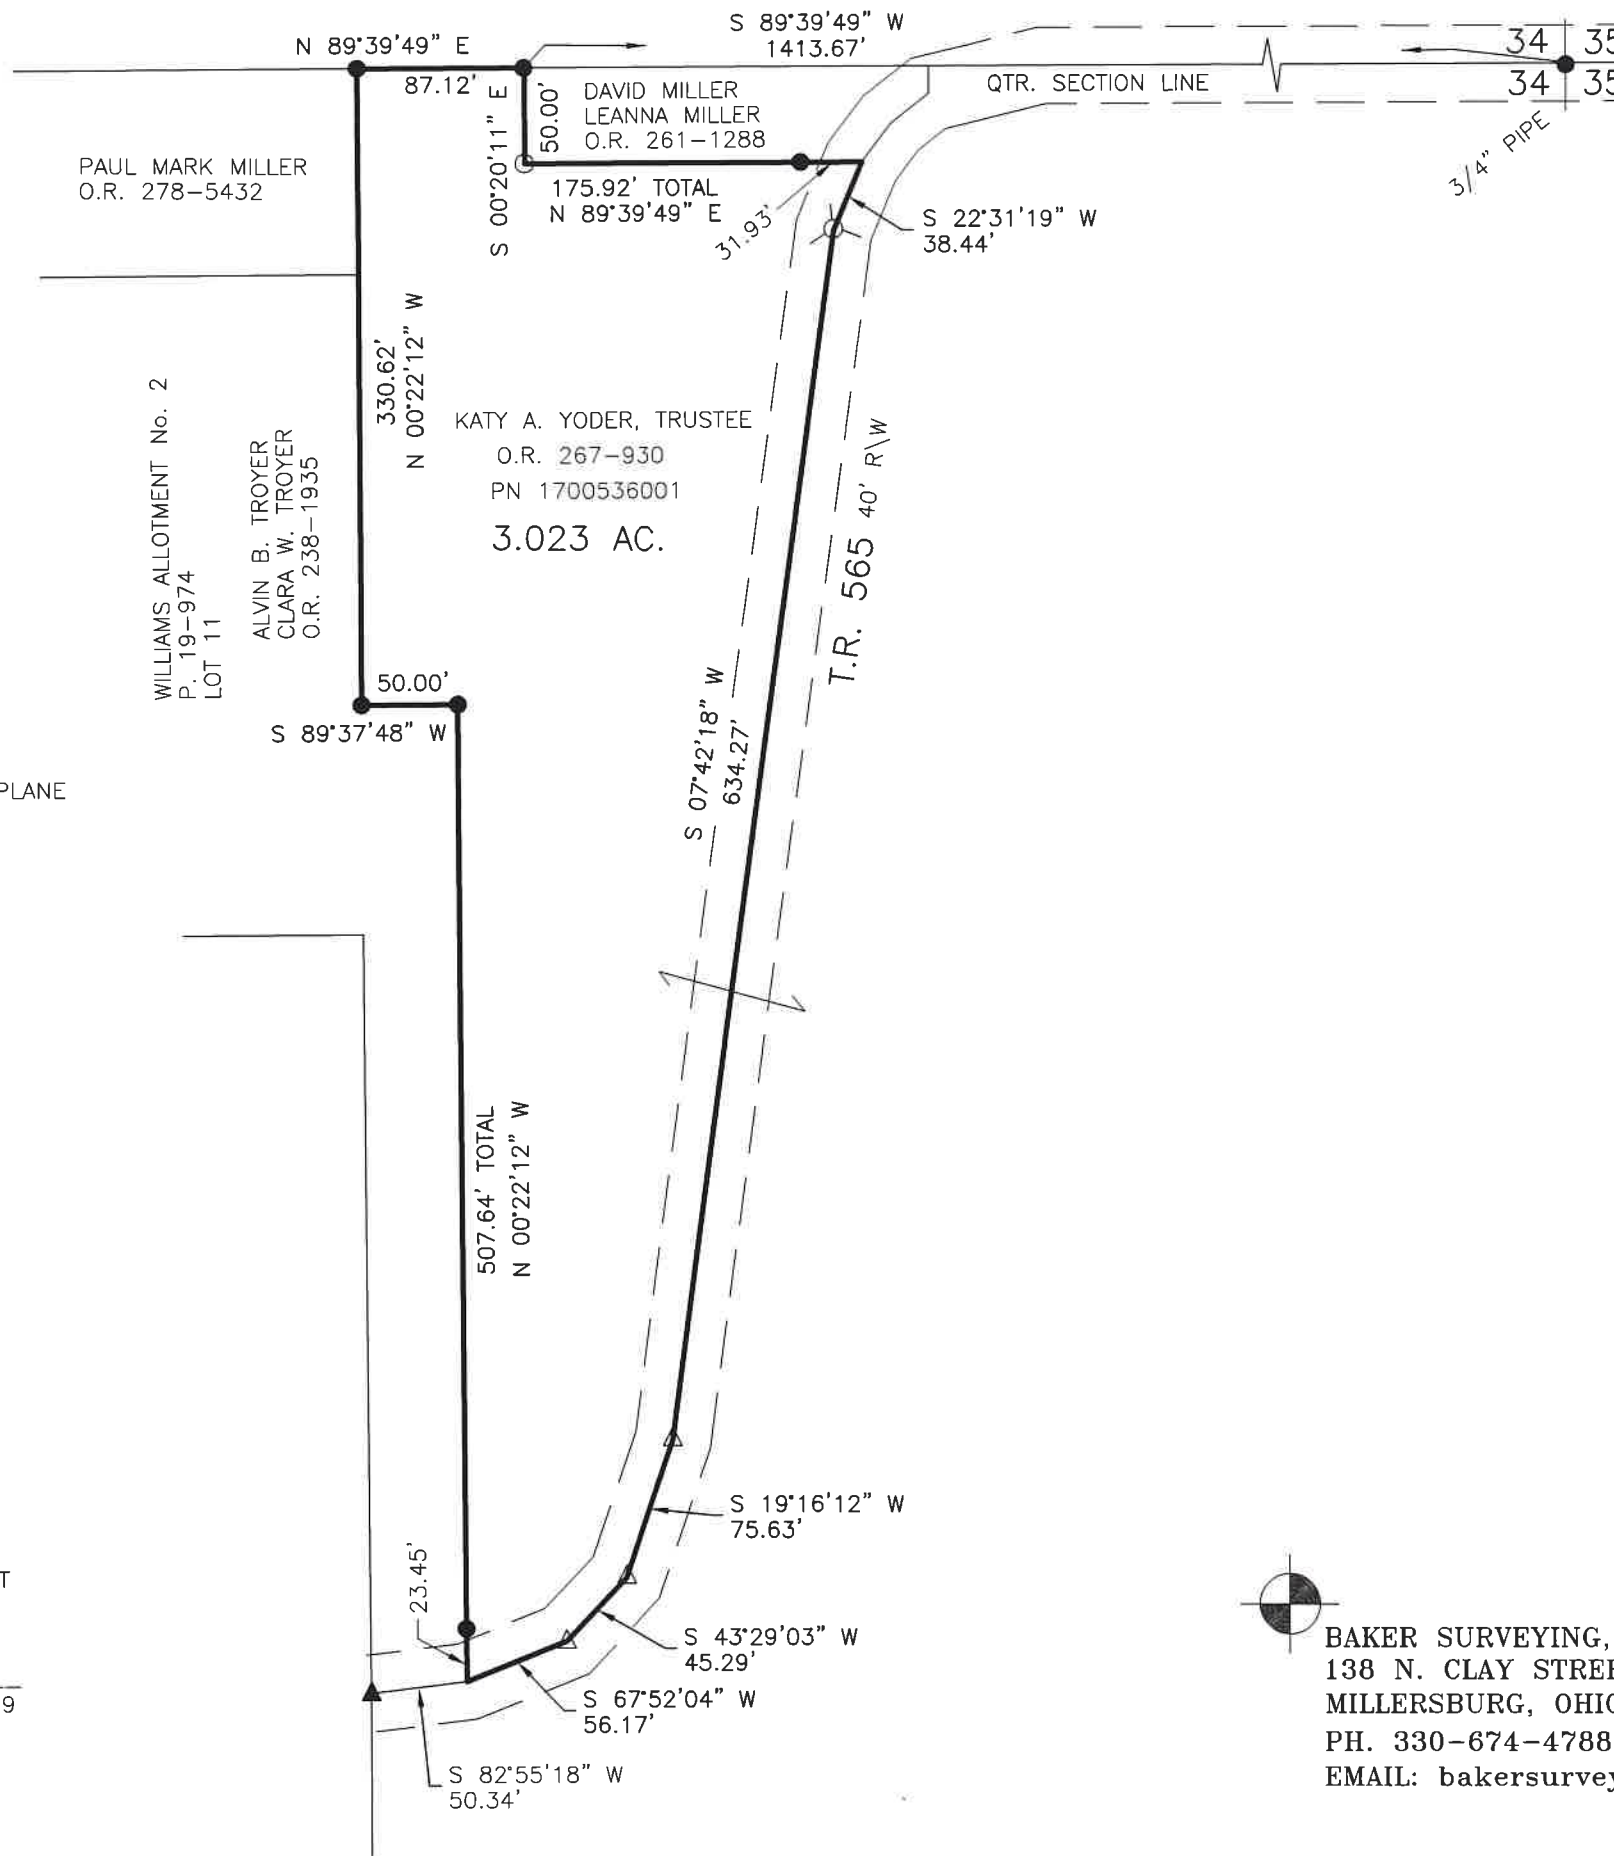 S 89°39'49" W
1413.67'
N 89°39'49" E
87.12'
34
35
34
35
QTR. SECTION LINE
3/4" PIPE
DAVID MILLER
LEANNA MILLER
O.R. 261-1288
S 00°20'11" E
50.00'
PAUL MARK MILLER
O.R. 278-5432
175.92' TOTAL
N 89°39'49" E
31.93'
S 22°31'19" W
38.44'
330.62'
N 00°22'12" W
KATY A. YODER, TRUSTEE
O.R. 267-930
PN 1700536001
3.023 AC.
WILLIAMS ALLOTMENT No. 2
P. 19-974
LOT 11
ALVIN B. TROYER
CLARA W. TROYER
O.R. 238-1935
T.R. 565 40' R\W
50.00'
S 89°37'48" W
S 07°42'18" W
634.27'
PLANE
507.64' TOTAL
N 00°22'12" W
S 19°16'12" W
75.63'
23.45'
T
S 43°29'03" W
45.29'
S 67°52'04" W
56.17'
9
S 82°55'18" W
50.34'
BAKER SURVEYING,
138 N. CLAY STREE
MILLERSBURG, OHIO
PH. 330-674-4788
EMAIL: bakersurvey